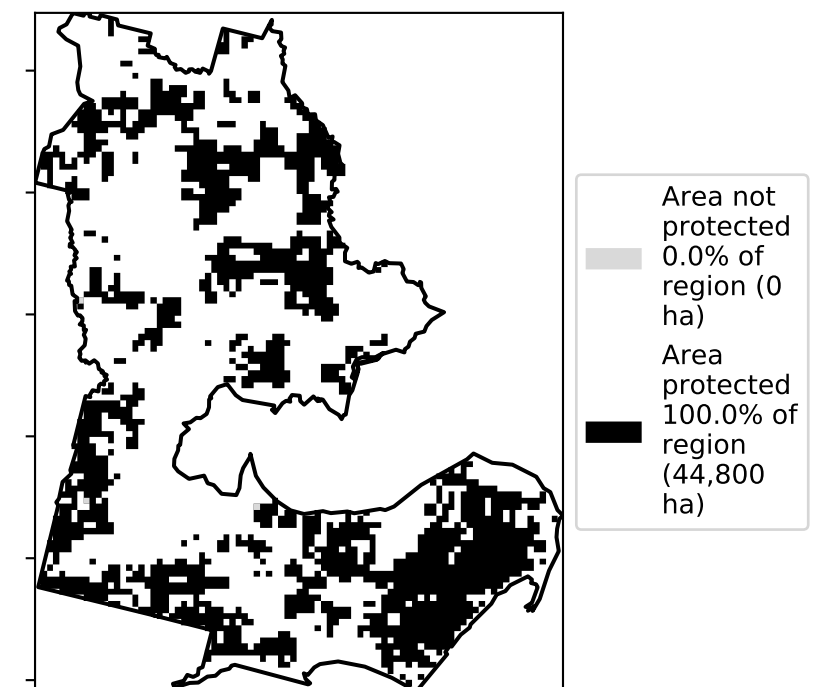 Area not
protected
0.0% of
region (0
ha)
Area
protected
100.0% of
region
(44,800
ha)